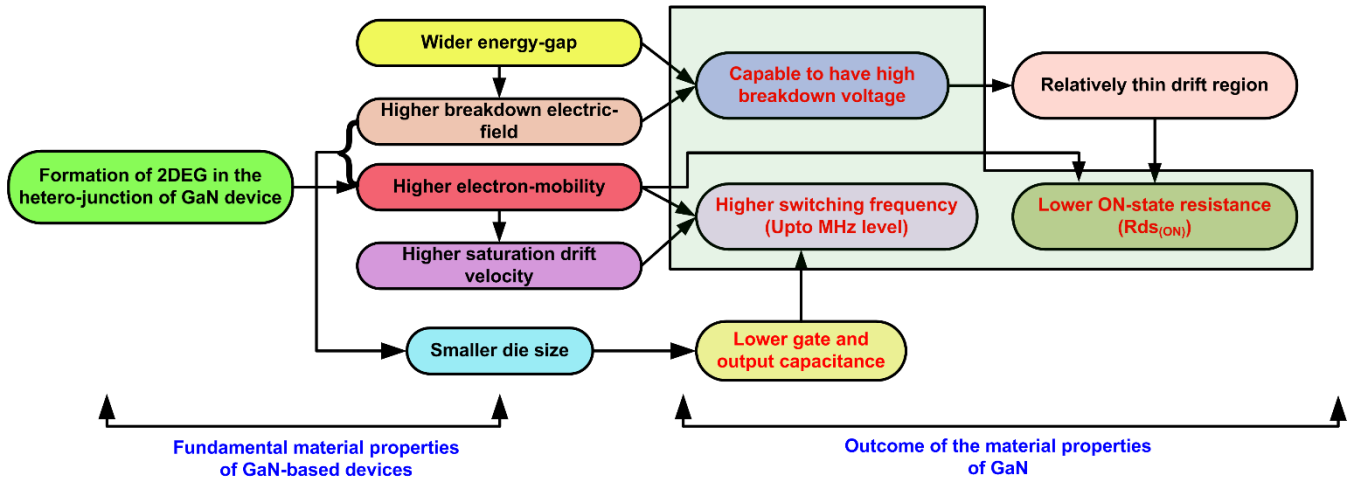 Wider energy-gap
Higher breakdown electric-
field
Formation of 2DEG in the
hetero-junction of GaN device
Higher electron-mobility
Higher saturation drift
velocity
Smaller die size
Capable to have high
breakdown voltage
Relatively thin drift region
Higher switching frequency
(Upto MHz level)
Lower ON-state resistance
(Rds(ON))
Lower gate and
output capacitance
Fundamental material properties
of GaN-based devices
Outcome of the material properties
of GaN